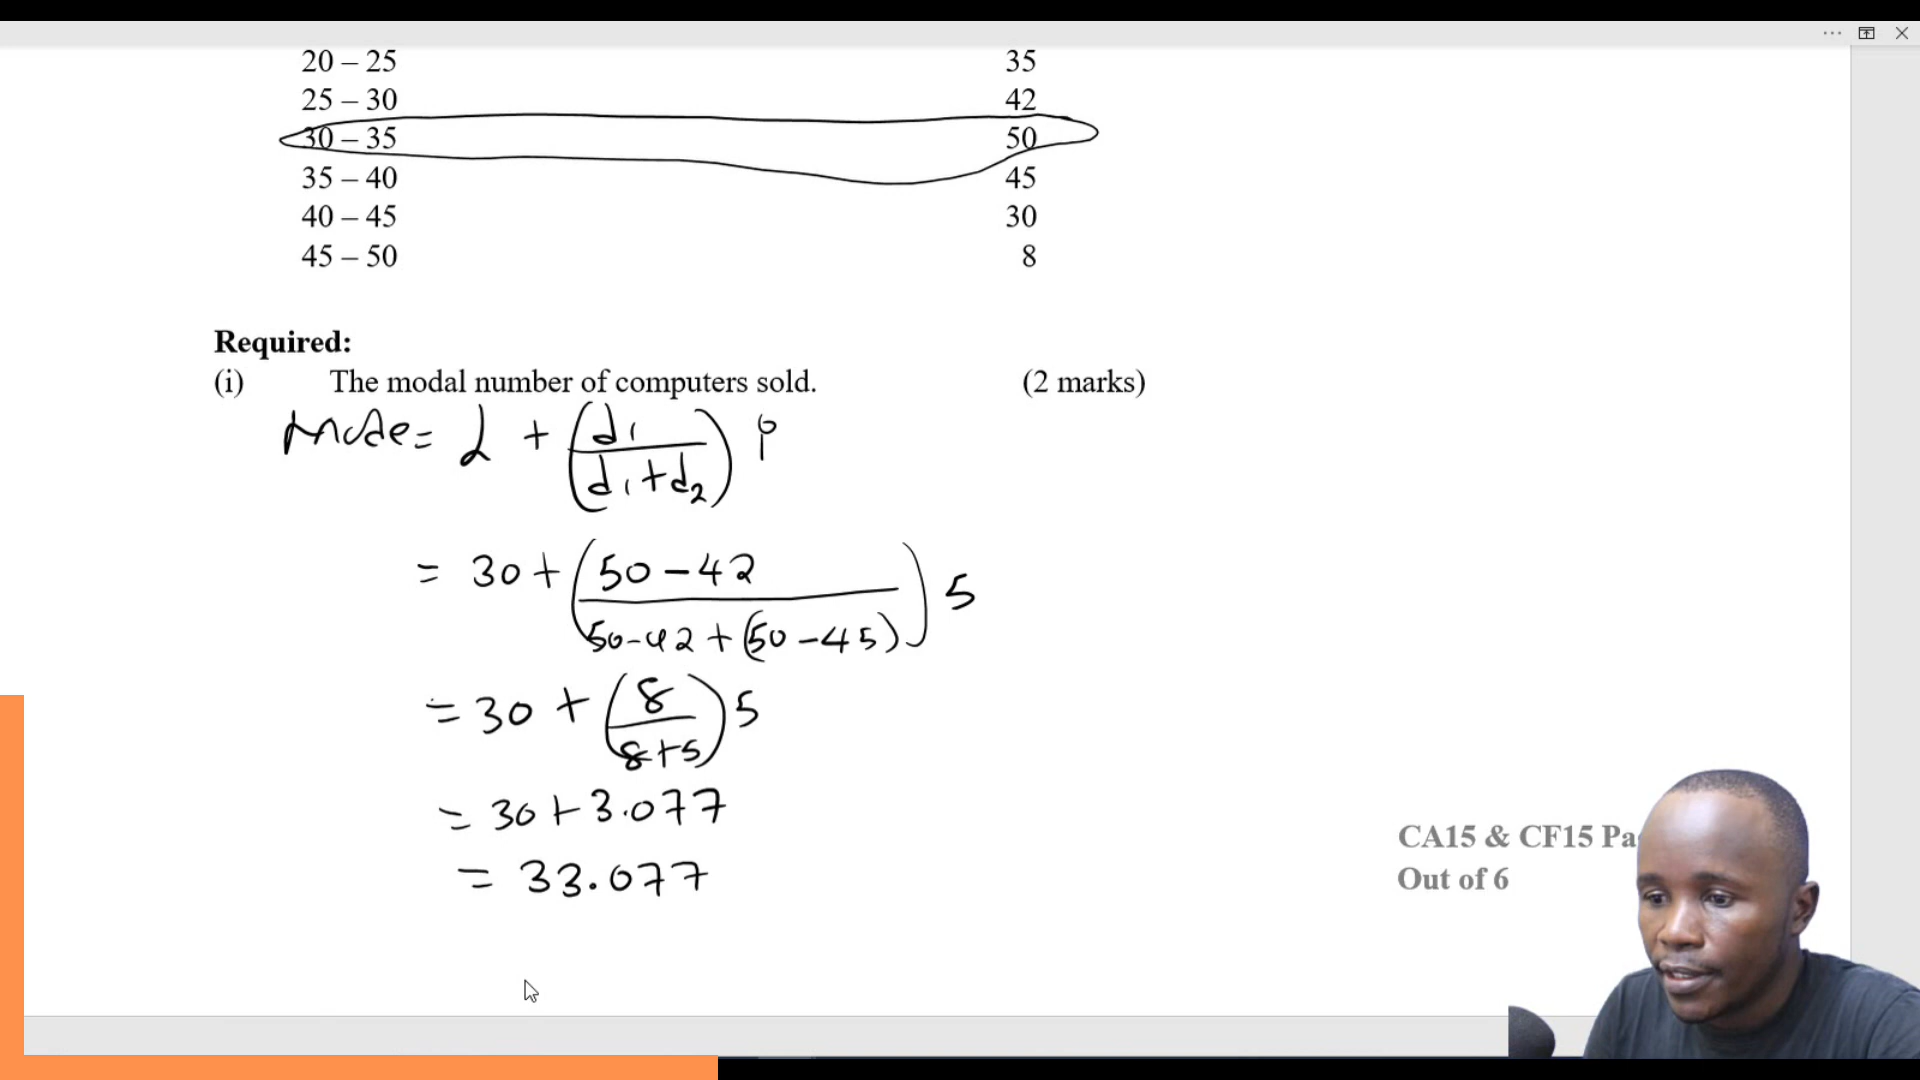 20 – 25 35
25 – 30 42
30 – 35 50
35 – 40 45
40 – 45 30
45 – 50 8
Required:
(i) The modal number of computers sold. (2 marks)
Mode = L + (d1 / (d1 + d2)) i
= 30 + ((50 - 42) / (50 - 42 + (50 - 45))) 5
= 30 + (8 / (8 + 5)) 5
= 30 + 3.077
= 33.077
CA15 & CF15
Out of 6